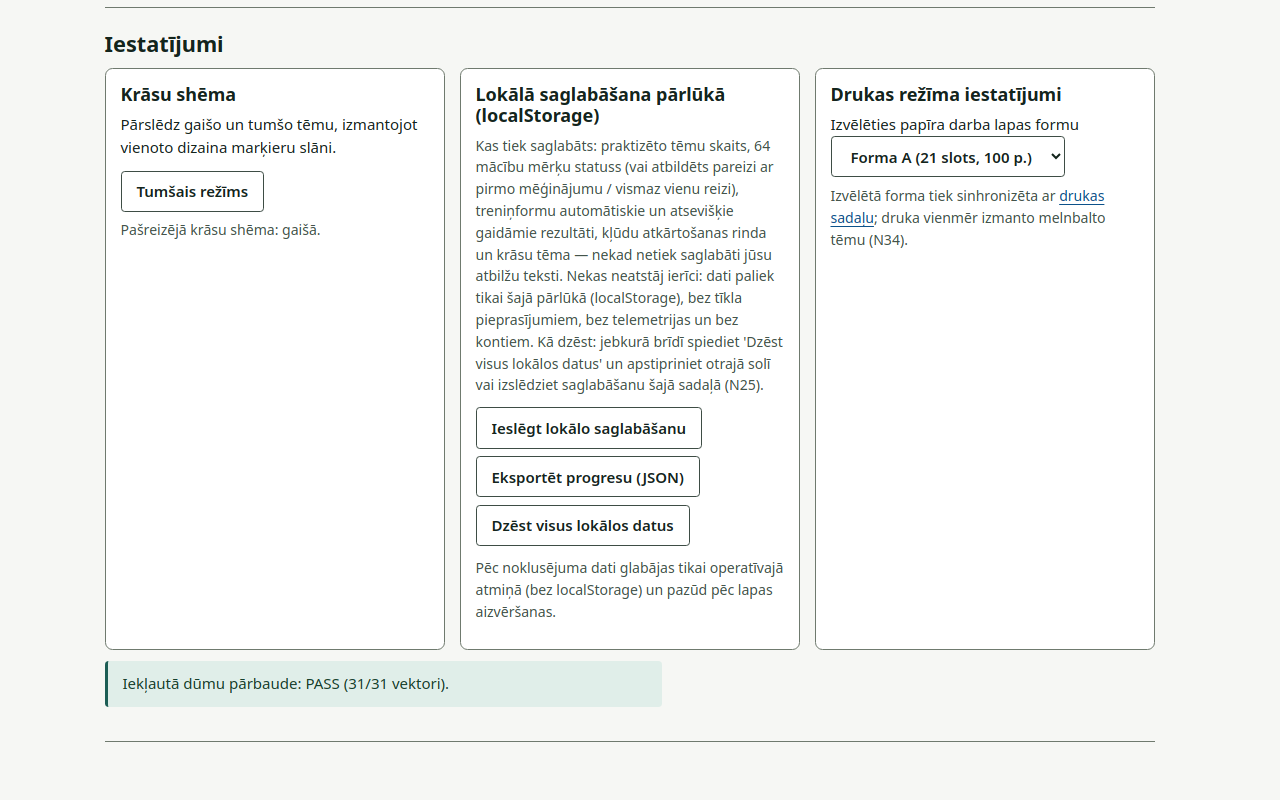 Iestatījumi
Krāsu shēma
Pārslēdz gaišo un tumšo tēmu, izmantojot
vienoto dizaina marķieru slāni.
Tumšais režīms
Pašreizējā krāsu shēma: gaišā.
Lokālā saglabāšana pārlūkā
(localStorage)
Kas tiek saglabāts: praktizēto tēmu skaits, 64
mācību mērķu statuss (vai atbildēts pareizi ar
pirmo mēģinājumu / vismaz vienu reizi),
treniņformu automātiskie un atsevišķie
gaidāmie rezultāti, kļūdu atkārtošanas rinda
un krāsu tēma — nekad netiek saglabāti jūsu
atbilžu teksti. Nekas neatstāj ierīci: dati paliek
tikai šajā pārlūkā (localStorage), bez tīkla
pieprasījumiem, bez telemetrijas un bez
kontiem. Kā dzēst: jebkurā brīdī spiediet 'Dzēst
visus lokālos datus' un apstipriniet otrajā solī
vai izslēdziet saglabāšanu šajā sadaļā (N25).
Ieslēgt lokālo saglabāšanu
Eksportēt progresu (JSON)
Dzēst visus lokālos datus
Pēc noklusējuma dati glabājas tikai operatīvajā
atmiņā (bez localStorage) un pazūd pēc lapas
aizvēršanas.
Drukas režīma iestatījumi
Izvēlēties papīra darba lapas formu
Forma A (21 slots, 100 p.)
Izvēlētā forma tiek sinhronizēta ar drukas
sadaļu; druka vienmēr izmanto melnbalto
tēmu (N34).
Iekļautā dūmu pārbaude: PASS (31/31 vektori).